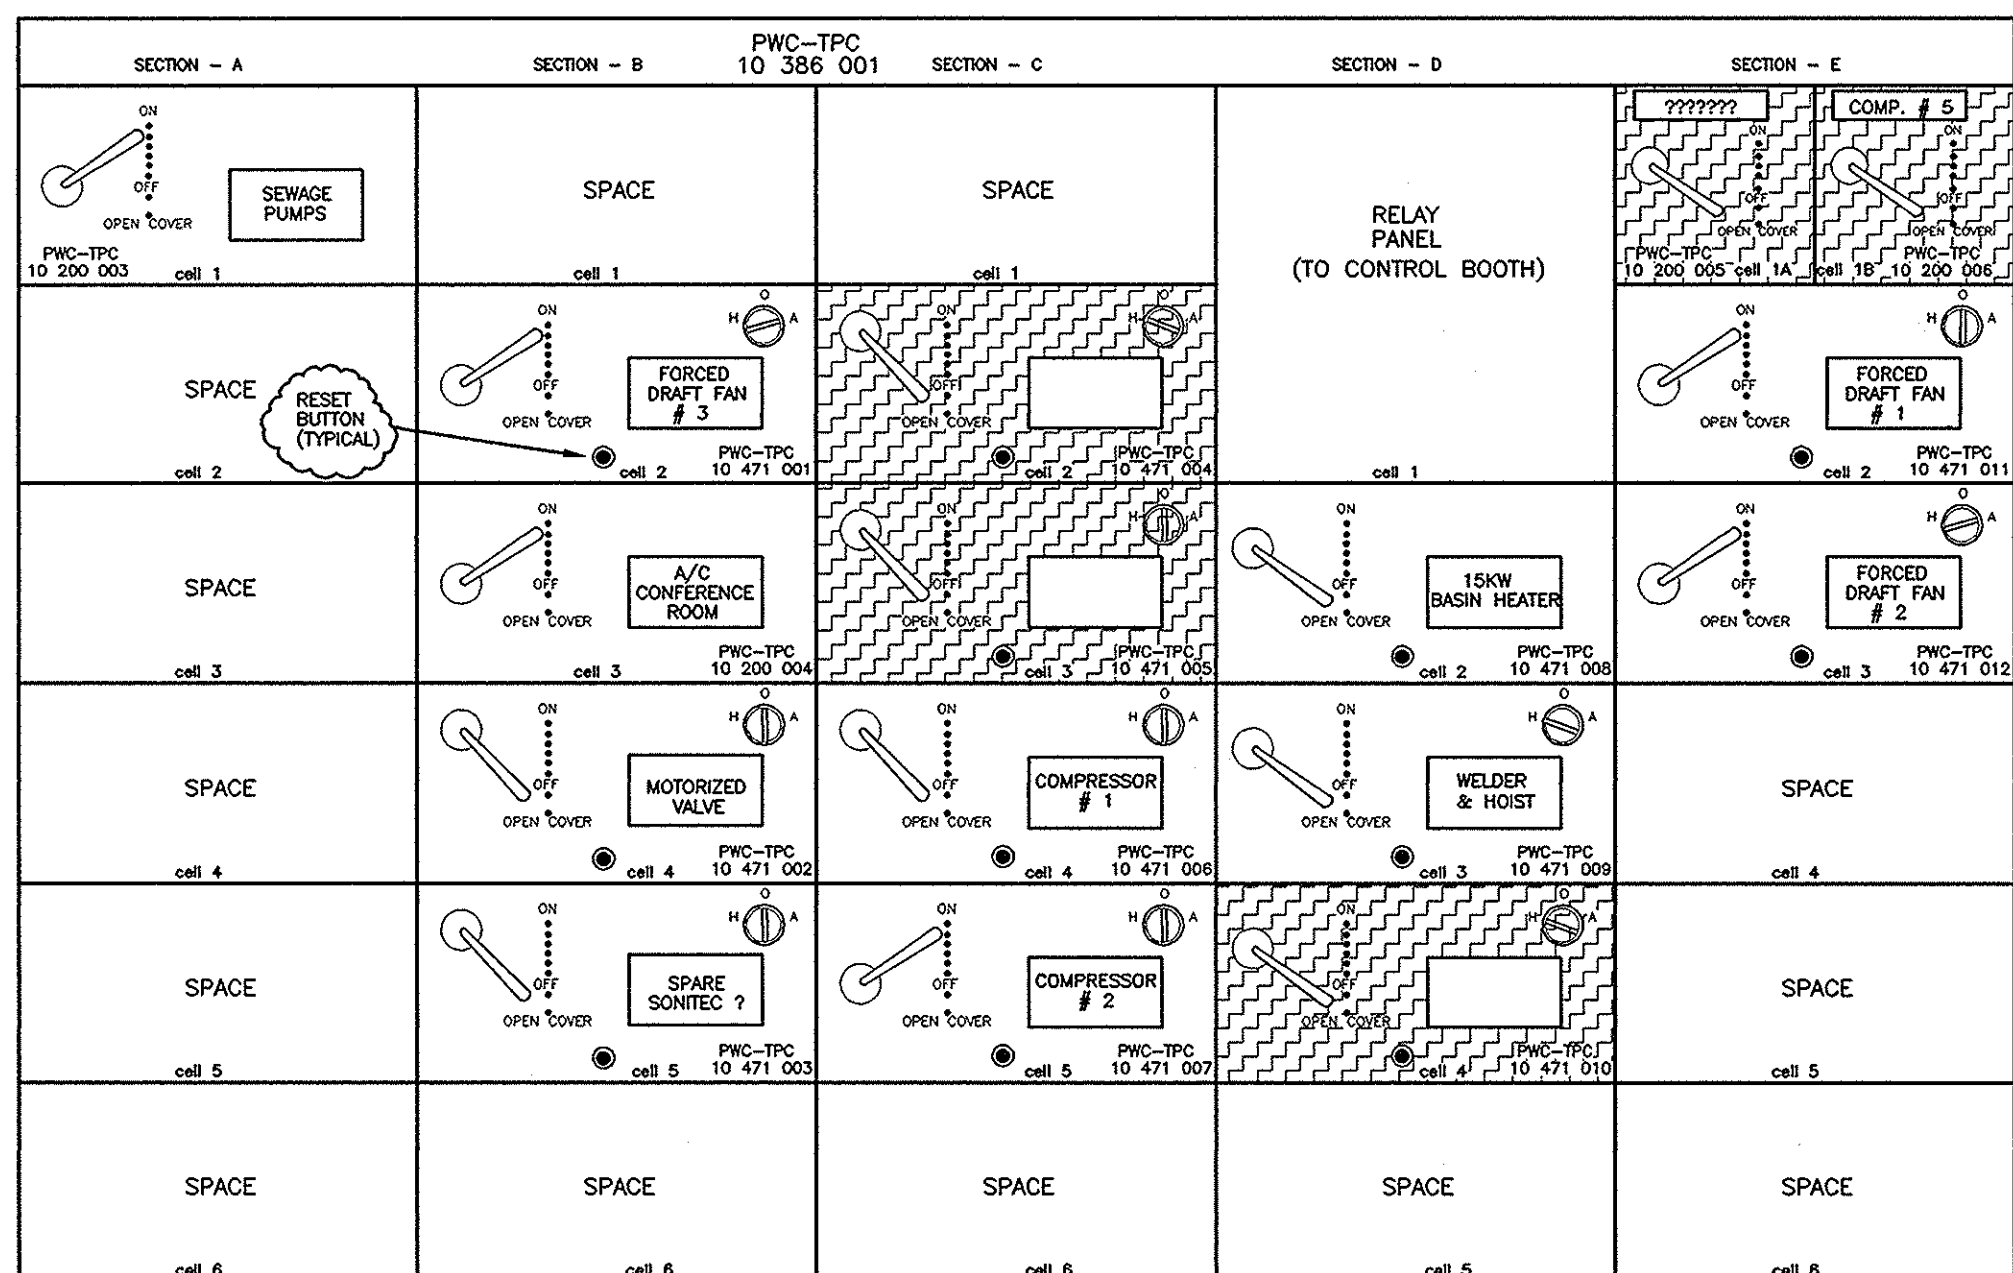 PWC-TPC
10 386 001
SECTION - A
SECTION - B
SECTION - C
SECTION - D
SECTION - E
ON
OFF
OPEN COVER
SEWAGE
PUMPS
PWC-TPC
10 200 003
cell 1
SPACE
cell 1
SPACE
cell 1
RELAY
PANEL
(TO CONTROL BOOTH)
cell 1
???????
ON
OFF
OPEN COVER
PWC-TPC
10 200 005 cell 1A
COMP. # 5
ON
OFF
OPEN COVER
PWC-TPC
cell 1B 10 200 006
SPACE
cell 2
RESET
BUTTON
(TYPICAL)
ON
OFF
OPEN COVER
O
H A
FORCED
DRAFT FAN
# 3
PWC-TPC
cell 2 10 471 001
ON
OFF
OPEN COVER
O
H A
PWC-TPC
cell 2 10 471 004
ON
OFF
OPEN COVER
O
H A
FORCED
DRAFT FAN
# 1
PWC-TPC
cell 2 10 471 011
SPACE
cell 3
ON
OFF
OPEN COVER
A/C
CONFERENCE
ROOM
PWC-TPC
cell 3 10 200 004
ON
OFF
OPEN COVER
O
H A
PWC-TPC
cell 3 10 471 005
ON
OFF
OPEN COVER
15KW
BASIN HEATER
PWC-TPC
cell 2 10 471 008
ON
OFF
OPEN COVER
O
H A
FORCED
DRAFT FAN
# 2
PWC-TPC
cell 3 10 471 012
SPACE
cell 4
ON
OFF
OPEN COVER
O
H A
MOTORIZED
VALVE
PWC-TPC
cell 4 10 471 002
ON
OFF
OPEN COVER
O
H A
COMPRESSOR
# 1
PWC-TPC
cell 4 10 471 006
ON
OFF
OPEN COVER
O
H A
WELDER
& HOIST
PWC-TPC
cell 3 10 471 009
SPACE
cell 4
SPACE
cell 5
ON
OFF
OPEN COVER
O
H A
SPARE
SONITEC ?
PWC-TPC
cell 5 10 471 003
ON
OFF
OPEN COVER
O
H A
COMPRESSOR
# 2
PWC-TPC
cell 5 10 471 007
ON
OFF
OPEN COVER
O
H A
PWC-TPC
cell 4 10 471 010
SPACE
cell 5
SPACE
cell 6
SPACE
cell 6
SPACE
cell 6
SPACE
cell 5
SPACE
cell 6